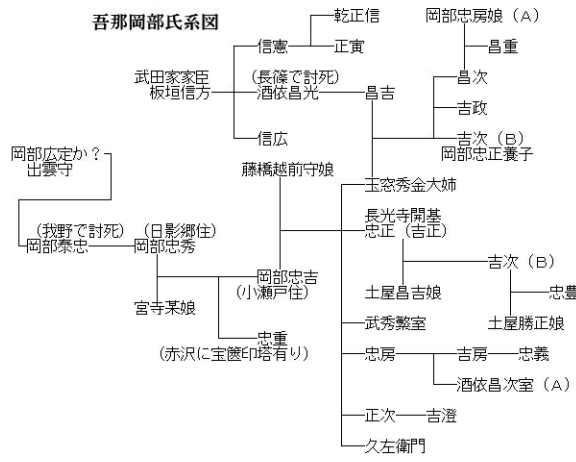 吾那岡部氏系図
乾正信
岡部忠房娘（A）
信憲
正寅
昌重
武田家家臣
板垣信方
（長篠で討死）
酒依昌光
昌吉
昌次
吉政
信広
吉次（B）
岡部忠正養子
岡部広定か？
出雲守
藤橋越前守娘
玉窓秀金大姉
（我野で討死）
岡部泰忠
（日影郷住）
岡部忠秀
長光寺開基
忠正（吉正）
吉次（B）
岡部忠吉
（小瀬戸住）
土屋昌吉娘
忠豊
宮寺某娘
武秀繁室
土屋勝正娘
忠重
（赤沢に宝篋印塔有り）
忠房
吉房
忠義
酒依昌次室（A）
正次
吉澄
久左衛門